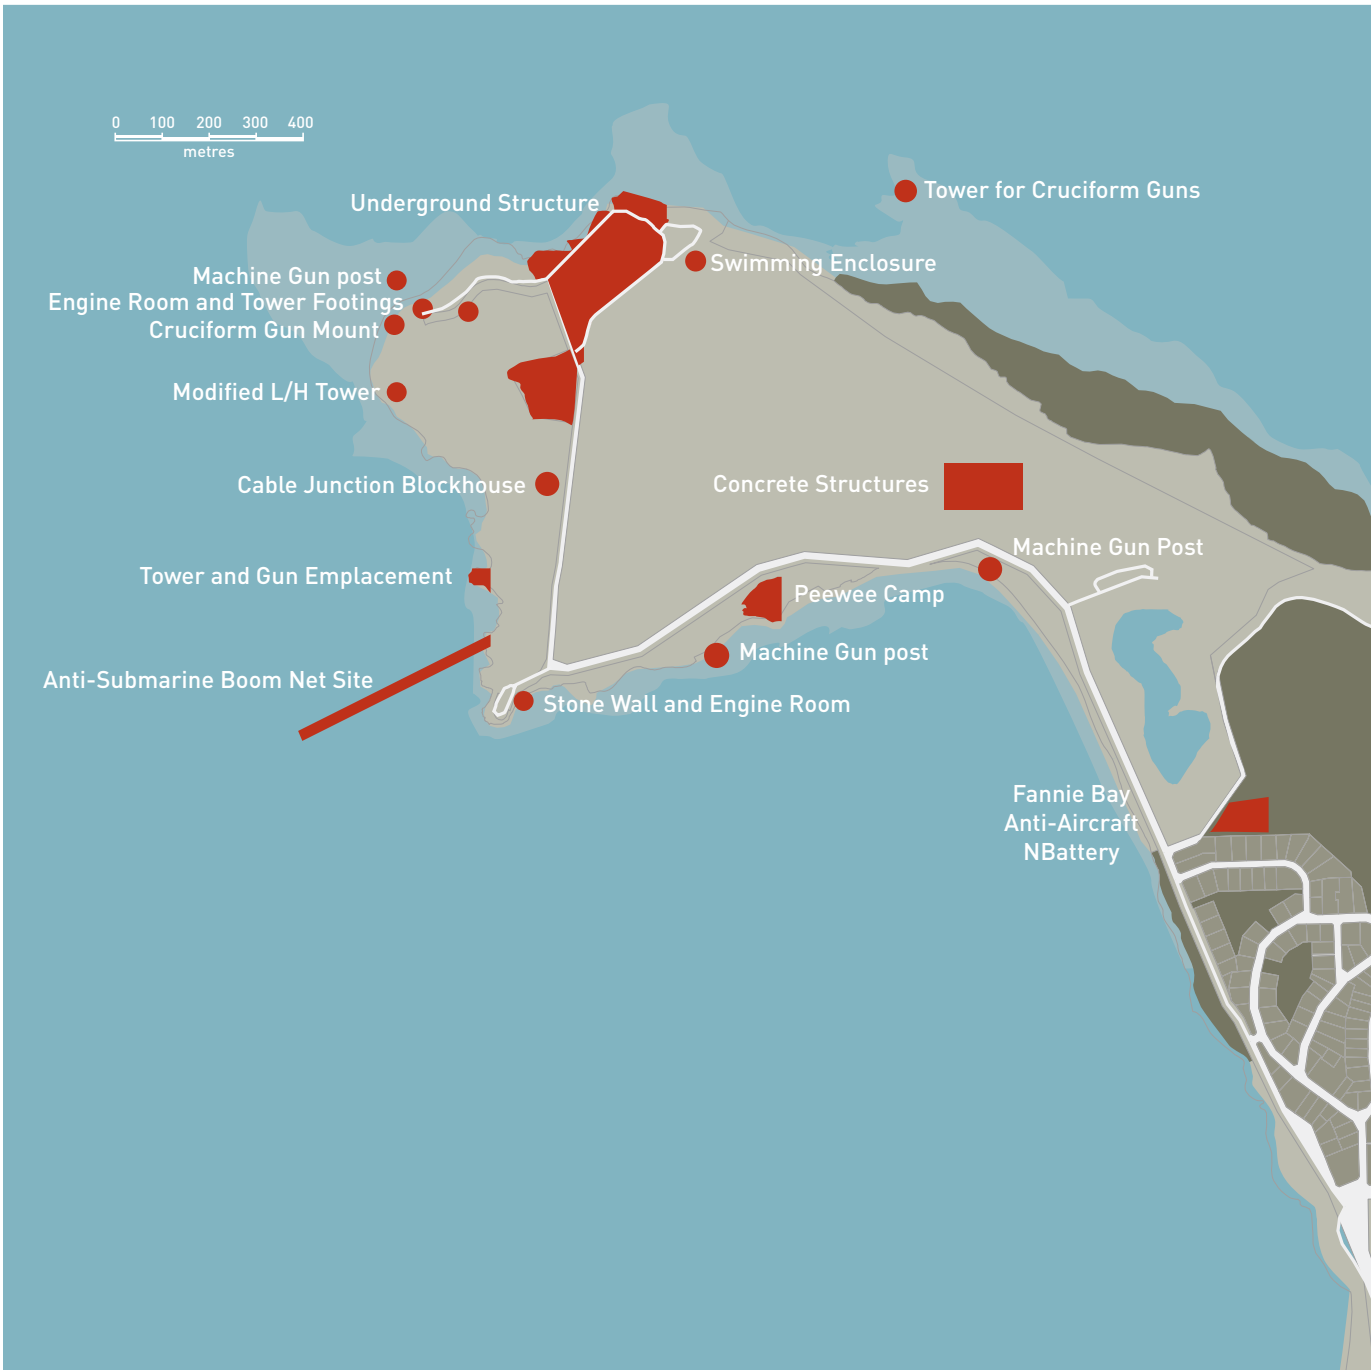 0 100 200 300 400
metres
Underground Structure
Tower for Cruciform Guns
Swimming Enclosure
Machine Gun post
Engine Room and Tower Footings
Cruciform Gun Mount
Modified L/H Tower
Cable Junction Blockhouse
Concrete Structures
Machine Gun Post
Tower and Gun Emplacement
Peewee Camp
Machine Gun post
Anti-Submarine Boom Net Site
Stone Wall and Engine Room
Fannie Bay
Anti-Aircraft
NBattery